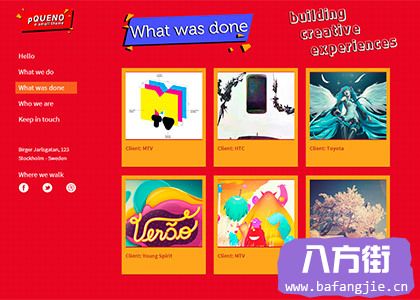 pQUENO
a small theme
What was done
building
creative
experiences
Hello
What we do
What was done
Who we are
Keep in touch
Birger Jarlsgatan, 123
Stockholm - Sweden
Where we walk
Client: MTV
Client: HTC
Client: Toyota
Verão
Client: Young Spirit
Client: MTV
八方街
www.bafangjie.cn